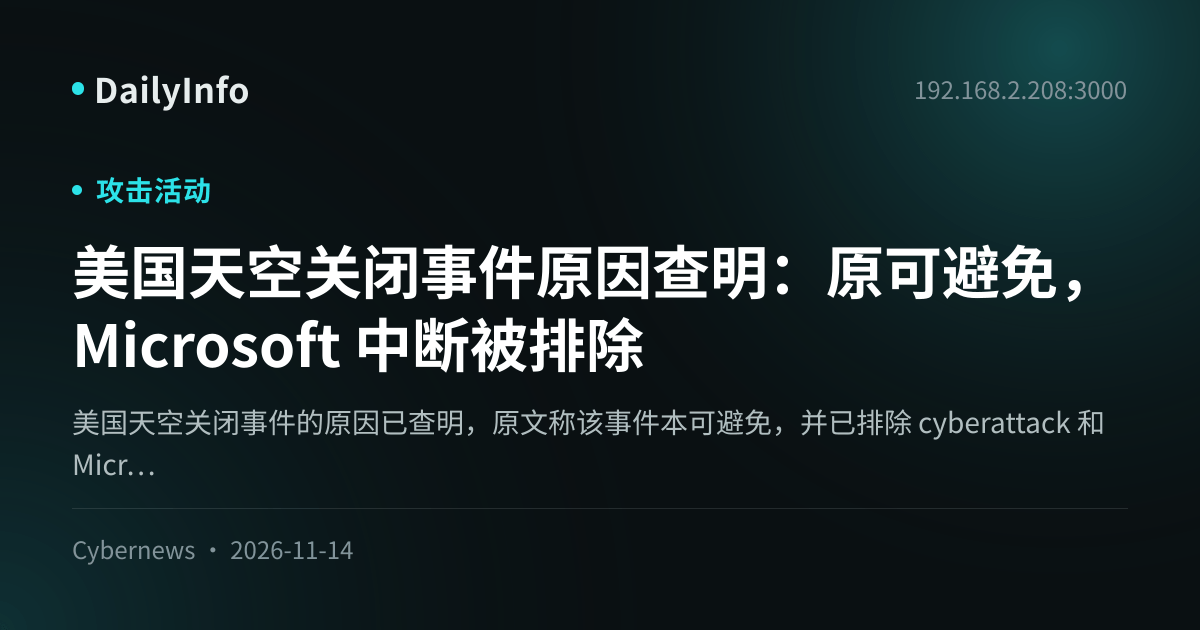 DailyInfo
192.168.2.208:3000
攻击活动
美国天空关闭事件原因查明：原可避免，
Microsoft 中断被排除
美国天空关闭事件的原因已查明，原文称该事件本可避免，并已排除 cyberattack 和
Micr…
Cybernews · 2026-11-14